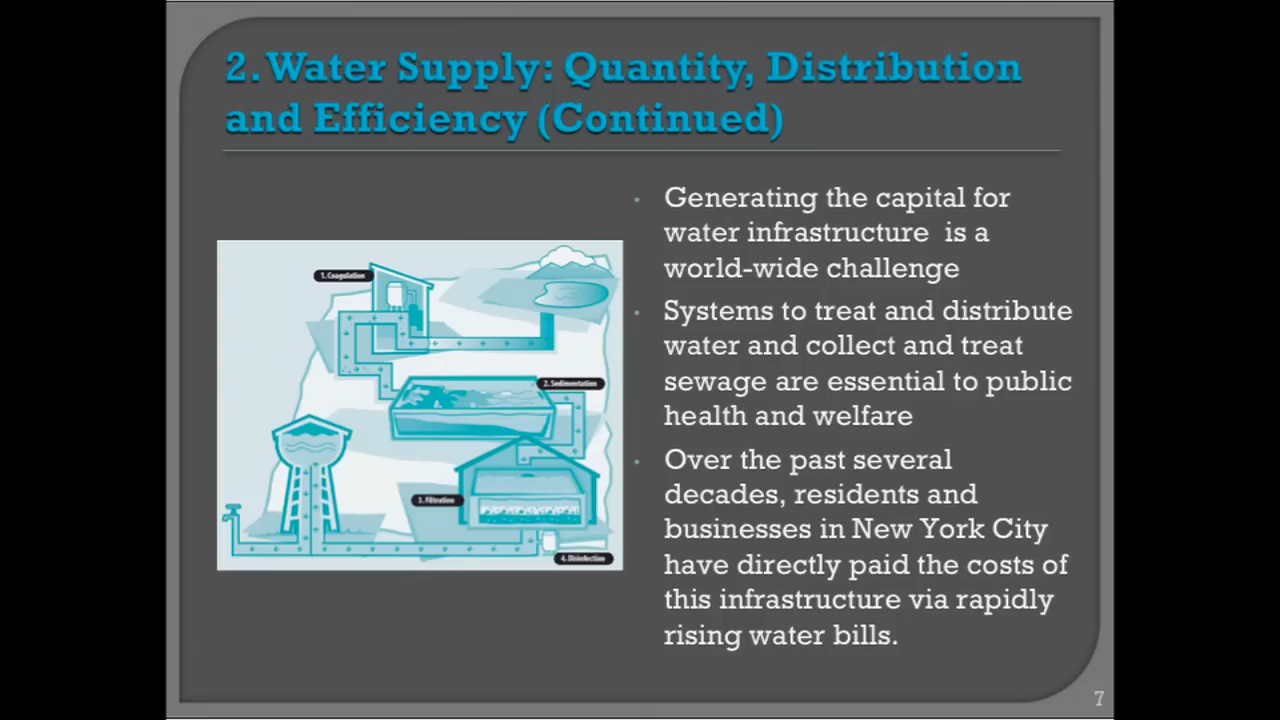 2. Water Supply: Quantity, Distribution
and Efficiency (Continued)
1. Coagulation
2. Sedimentation
3. Filtration
4. Disinfection
• Generating the capital for
water infrastructure  is a
world-wide challenge
• Systems to treat and distribute
water and collect and treat
sewage are essential to public
health and welfare
• Over the past several
decades, residents and
businesses in New York City
have directly paid the costs of
this infrastructure via rapidly
rising water bills.
7